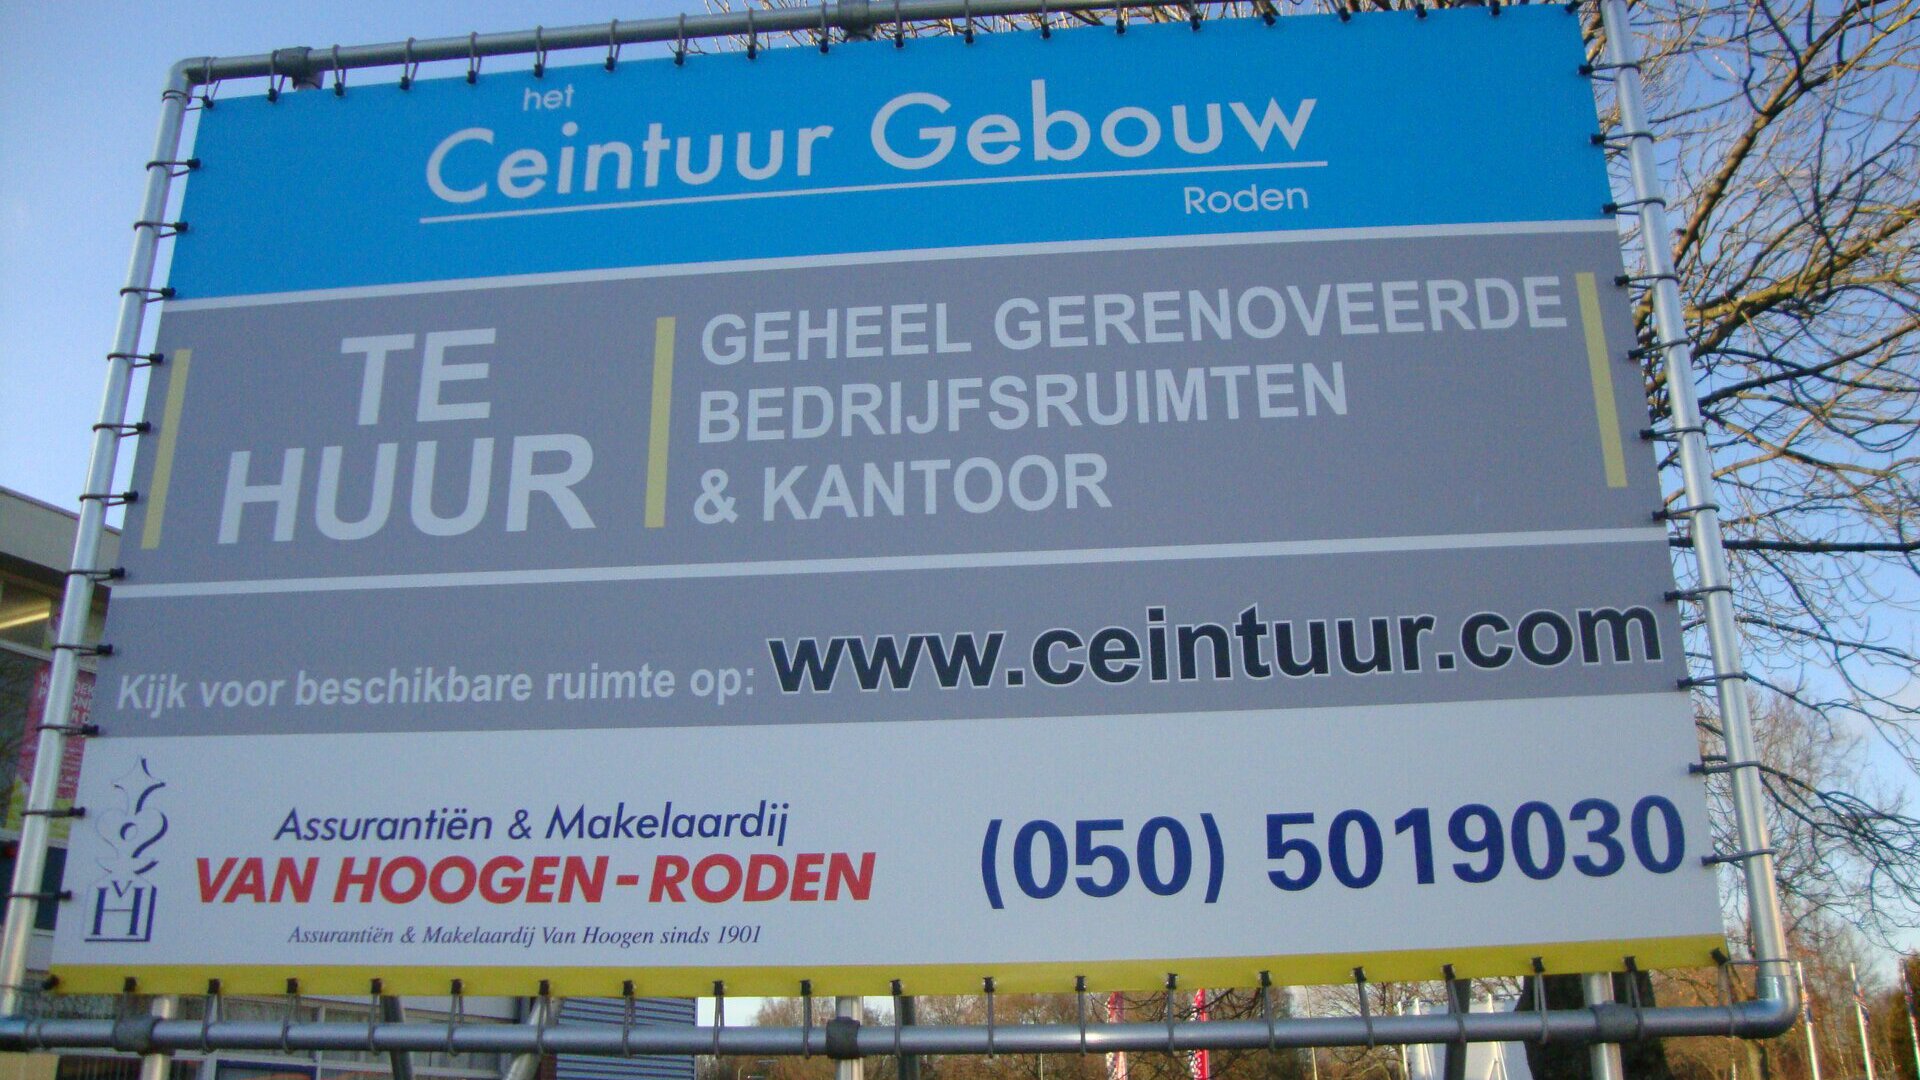 het
Ceintuur Gebouw
Roden
TE
HUUR
GEHEEL GERENOVEERDE
BEDRIJFSRUIMTEN
& KANTOOR
Kijk voor beschikbare ruimte op: www.ceintuur.com
VH
Assurantiën & Makelaardij
VAN HOOGEN-RODEN
Assurantiën & Makelaardij Van Hoogen sinds 1901
(050) 5019030